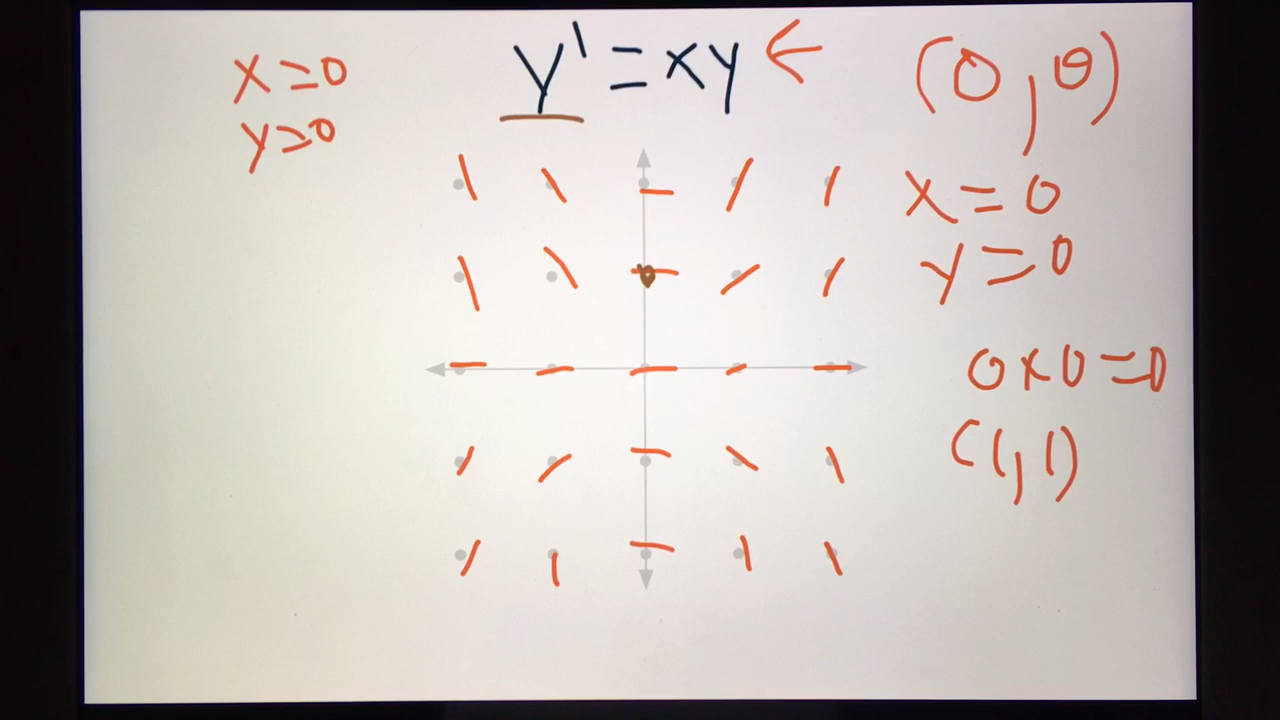 y' = xy ←
x = 0
y = 0
(0, 0)
x = 0
y = 0
0 x 0 = 0
(1, 1)